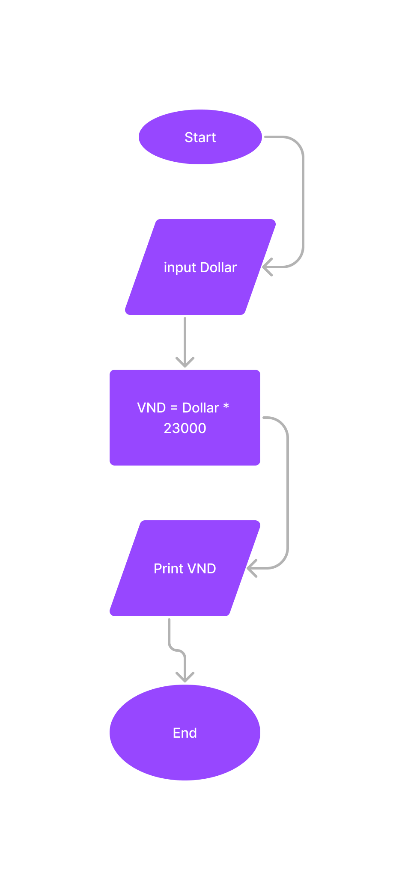 Start
input Dollar
VND = Dollar *
23000
Print VND
End